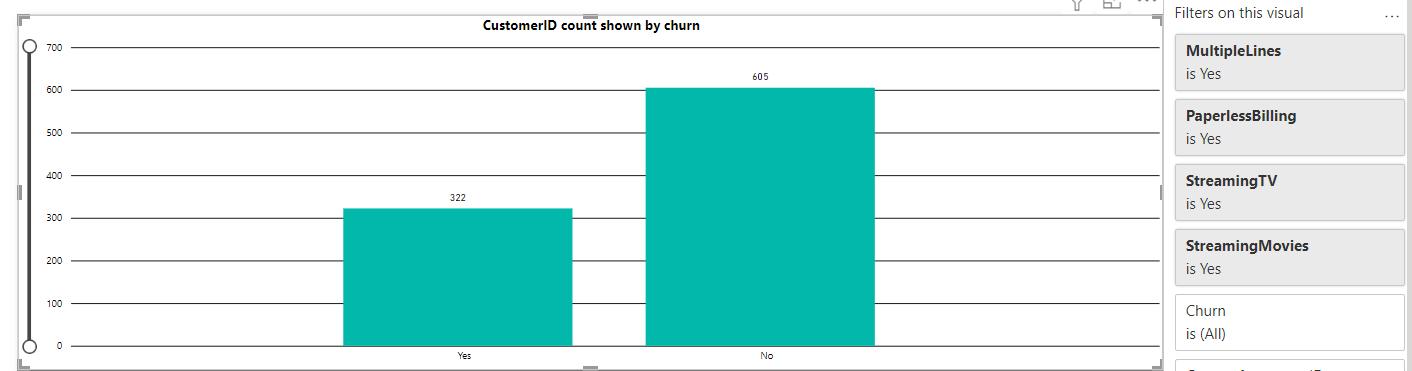 CustomerID count shown by churn
700
600
500
400
300
200
100
0
322
605
Yes
No
Filters on this visual
...
MultipleLines
is Yes
PaperlessBilling
is Yes
StreamingTV
is Yes
StreamingMovies
is Yes
Churn
is (All)